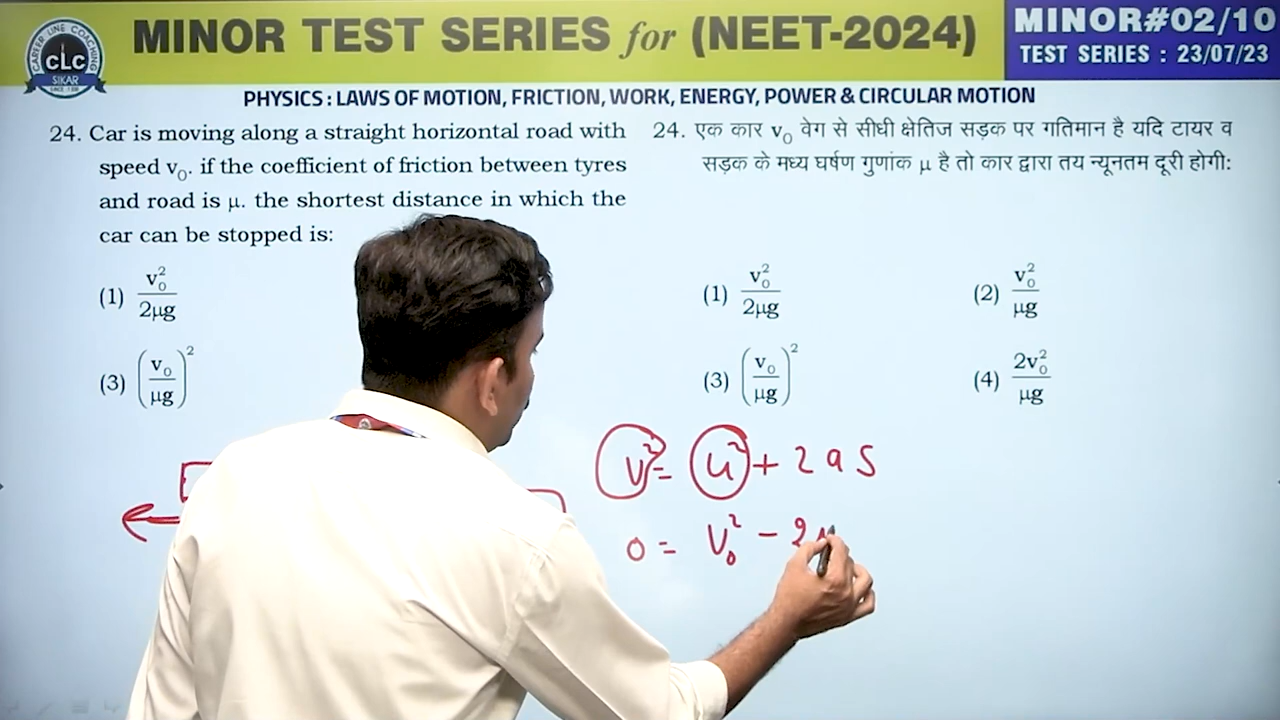 MINOR TEST SERIES for (NEET-2024)
MINOR#02/10
TEST SERIES : 23/07/23
CAREER LINE COACHING
CLC
SIKAR
PHYSICS : LAWS OF MOTION, FRICTION, WORK, ENERGY, POWER & CIRCULAR MOTION
24. Car is moving along a straight horizontal road with
speed v₀. if the coefficient of friction between tyres
and road is μ. the shortest distance in which the
car can be stopped is:
(1) v₀²/2μg
(3) (v₀/μg)²
24. एक कार v₀ वेग से सीधी क्षेतिज सड़क पर गतिमान है यदि टायर व
सड़क के मध्य घर्षण गुणांक μ है तो कार द्वारा तय न्यूनतम दूरी होगी:
(1) v₀²/2μg (2) v₀²/μg
(3) (v₀/μg)² (4) 2v₀²/μg
v² = u² + 2as
0 = v₀² - 2μ